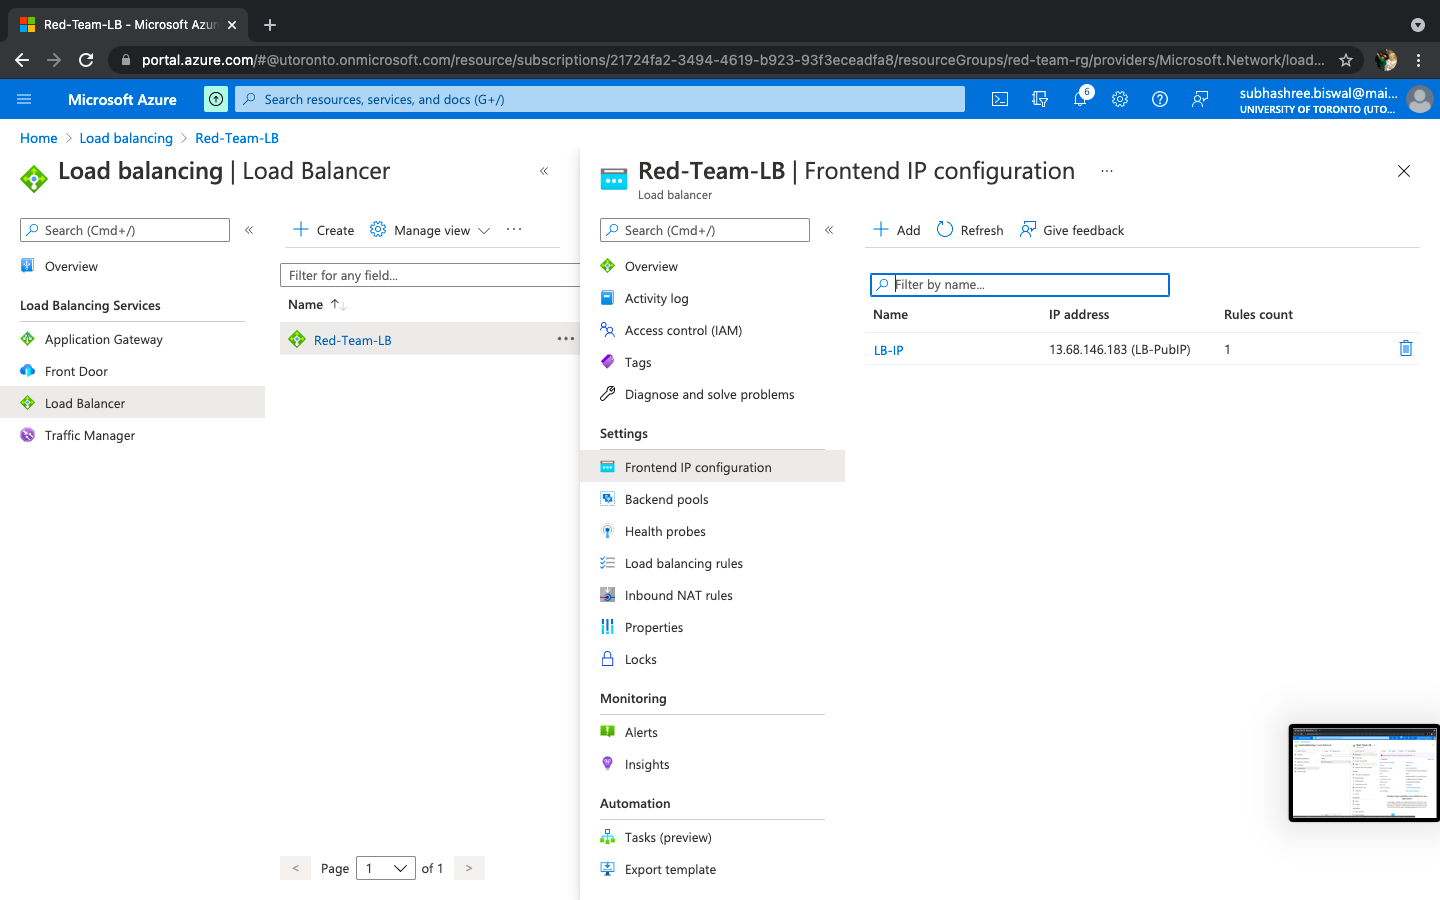 Red-Team-LB - Microsoft Azur
portal.azure.com/#@utoronto.onmicrosoft.com/resource/subscriptions/21724fa2-3494-4619-b923-93f3eceadfa8/resourceGroups/red-team-rg/providers/Microsoft.Network/load...
Microsoft Azure
Search resources, services, and docs (G+/)
6
subhashree.biswal@mai...
UNIVERSITY OF TORONTO (UTO...
Home > Load balancing > Red-Team-LB
Load balancing | Load Balancer
«
Search (Cmd+/)
«
Overview
Load Balancing Services
Application Gateway
Front Door
Load Balancer
Traffic Manager
+ Create
Manage view
...
Filter for any field...
Name ↑↓
Red-Team-LB
...
< Page 1 of 1 >
Red-Team-LB | Frontend IP configuration
...
Load balancer
Search (Cmd+/)
«
Overview
Activity log
Access control (IAM)
Tags
Diagnose and solve problems
Settings
Frontend IP configuration
Backend pools
Health probes
Load balancing rules
Inbound NAT rules
Properties
Locks
Monitoring
Alerts
Insights
Automation
Tasks (preview)
Export template
+ Add
Refresh
Give feedback
Filter by name...
Name IP address Rules count
LB-IP 13.68.146.183 (LB-PubIP) 1